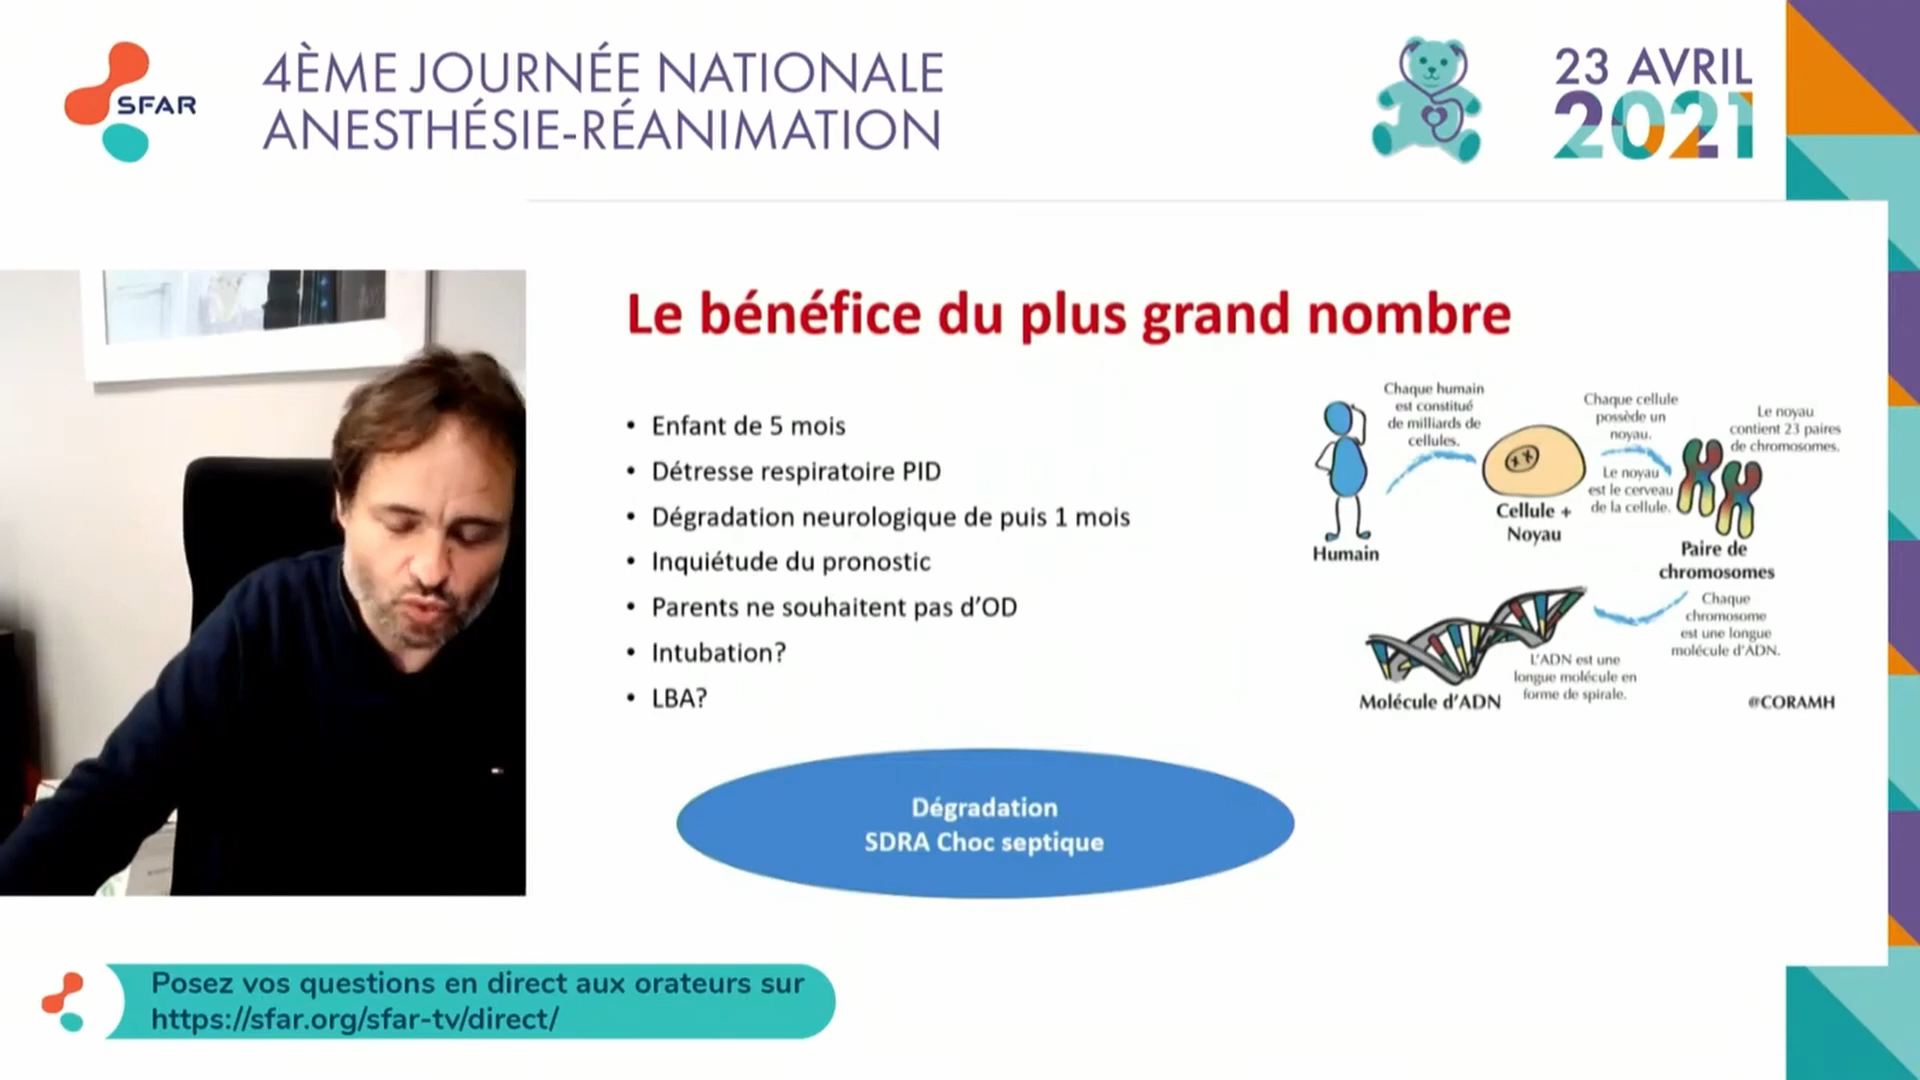 SFAR
4ÈME JOURNÉE NATIONALE
ANESTHÉSIE-RÉANIMATION
23 AVRIL
2021
Le bénéfice du plus grand nombre
• Enfant de 5 mois
• Détresse respiratoire PID
• Dégradation neurologique de puis 1 mois
• Inquiétude du pronostic
• Parents ne souhaitent pas d'OD
• Intubation?
• LBA?
Chaque humain
est constitué
de milliards de
cellules.
Chaque cellule
possède un
noyau.
Le noyau
contient 23 paires
de chromosomes.
Le noyau
est le cerveau
de la cellule.
Humain
Cellule +
Noyau
Paire de
chromosomes
Chaque
chromosome
est une longue
molécule d'ADN.
L'ADN est une
longue molécule en
forme de spirale.
Molécule d'ADN
@CORAMH
Dégradation
SDRA Choc septique
Posez vos questions en direct aux orateurs sur
https://sfar.org/sfar-tv/direct/